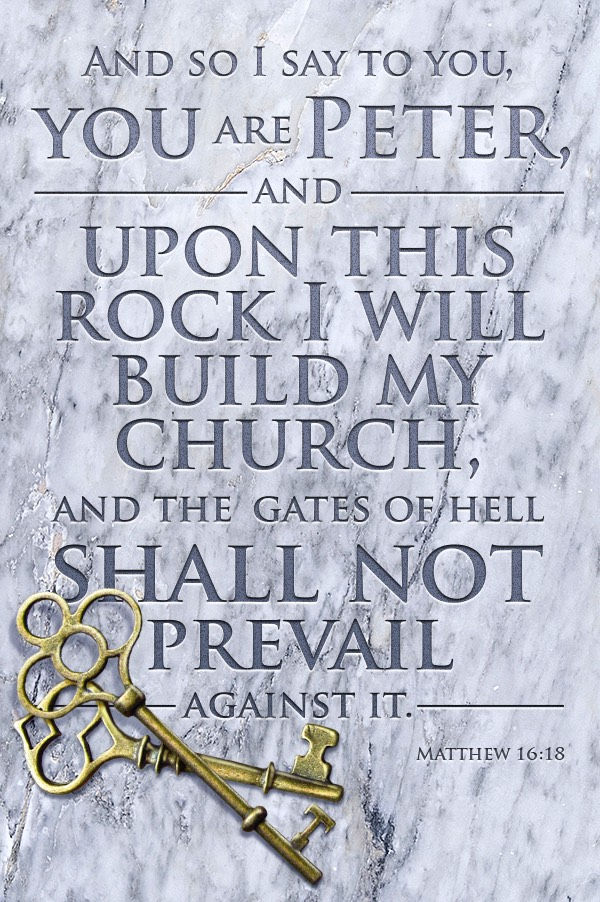 And so I say to you,
you are Peter,
and
upon this
rock I will
build my
church,
and the gates of hell
shall not
prevail
against it.
Matthew 16:18